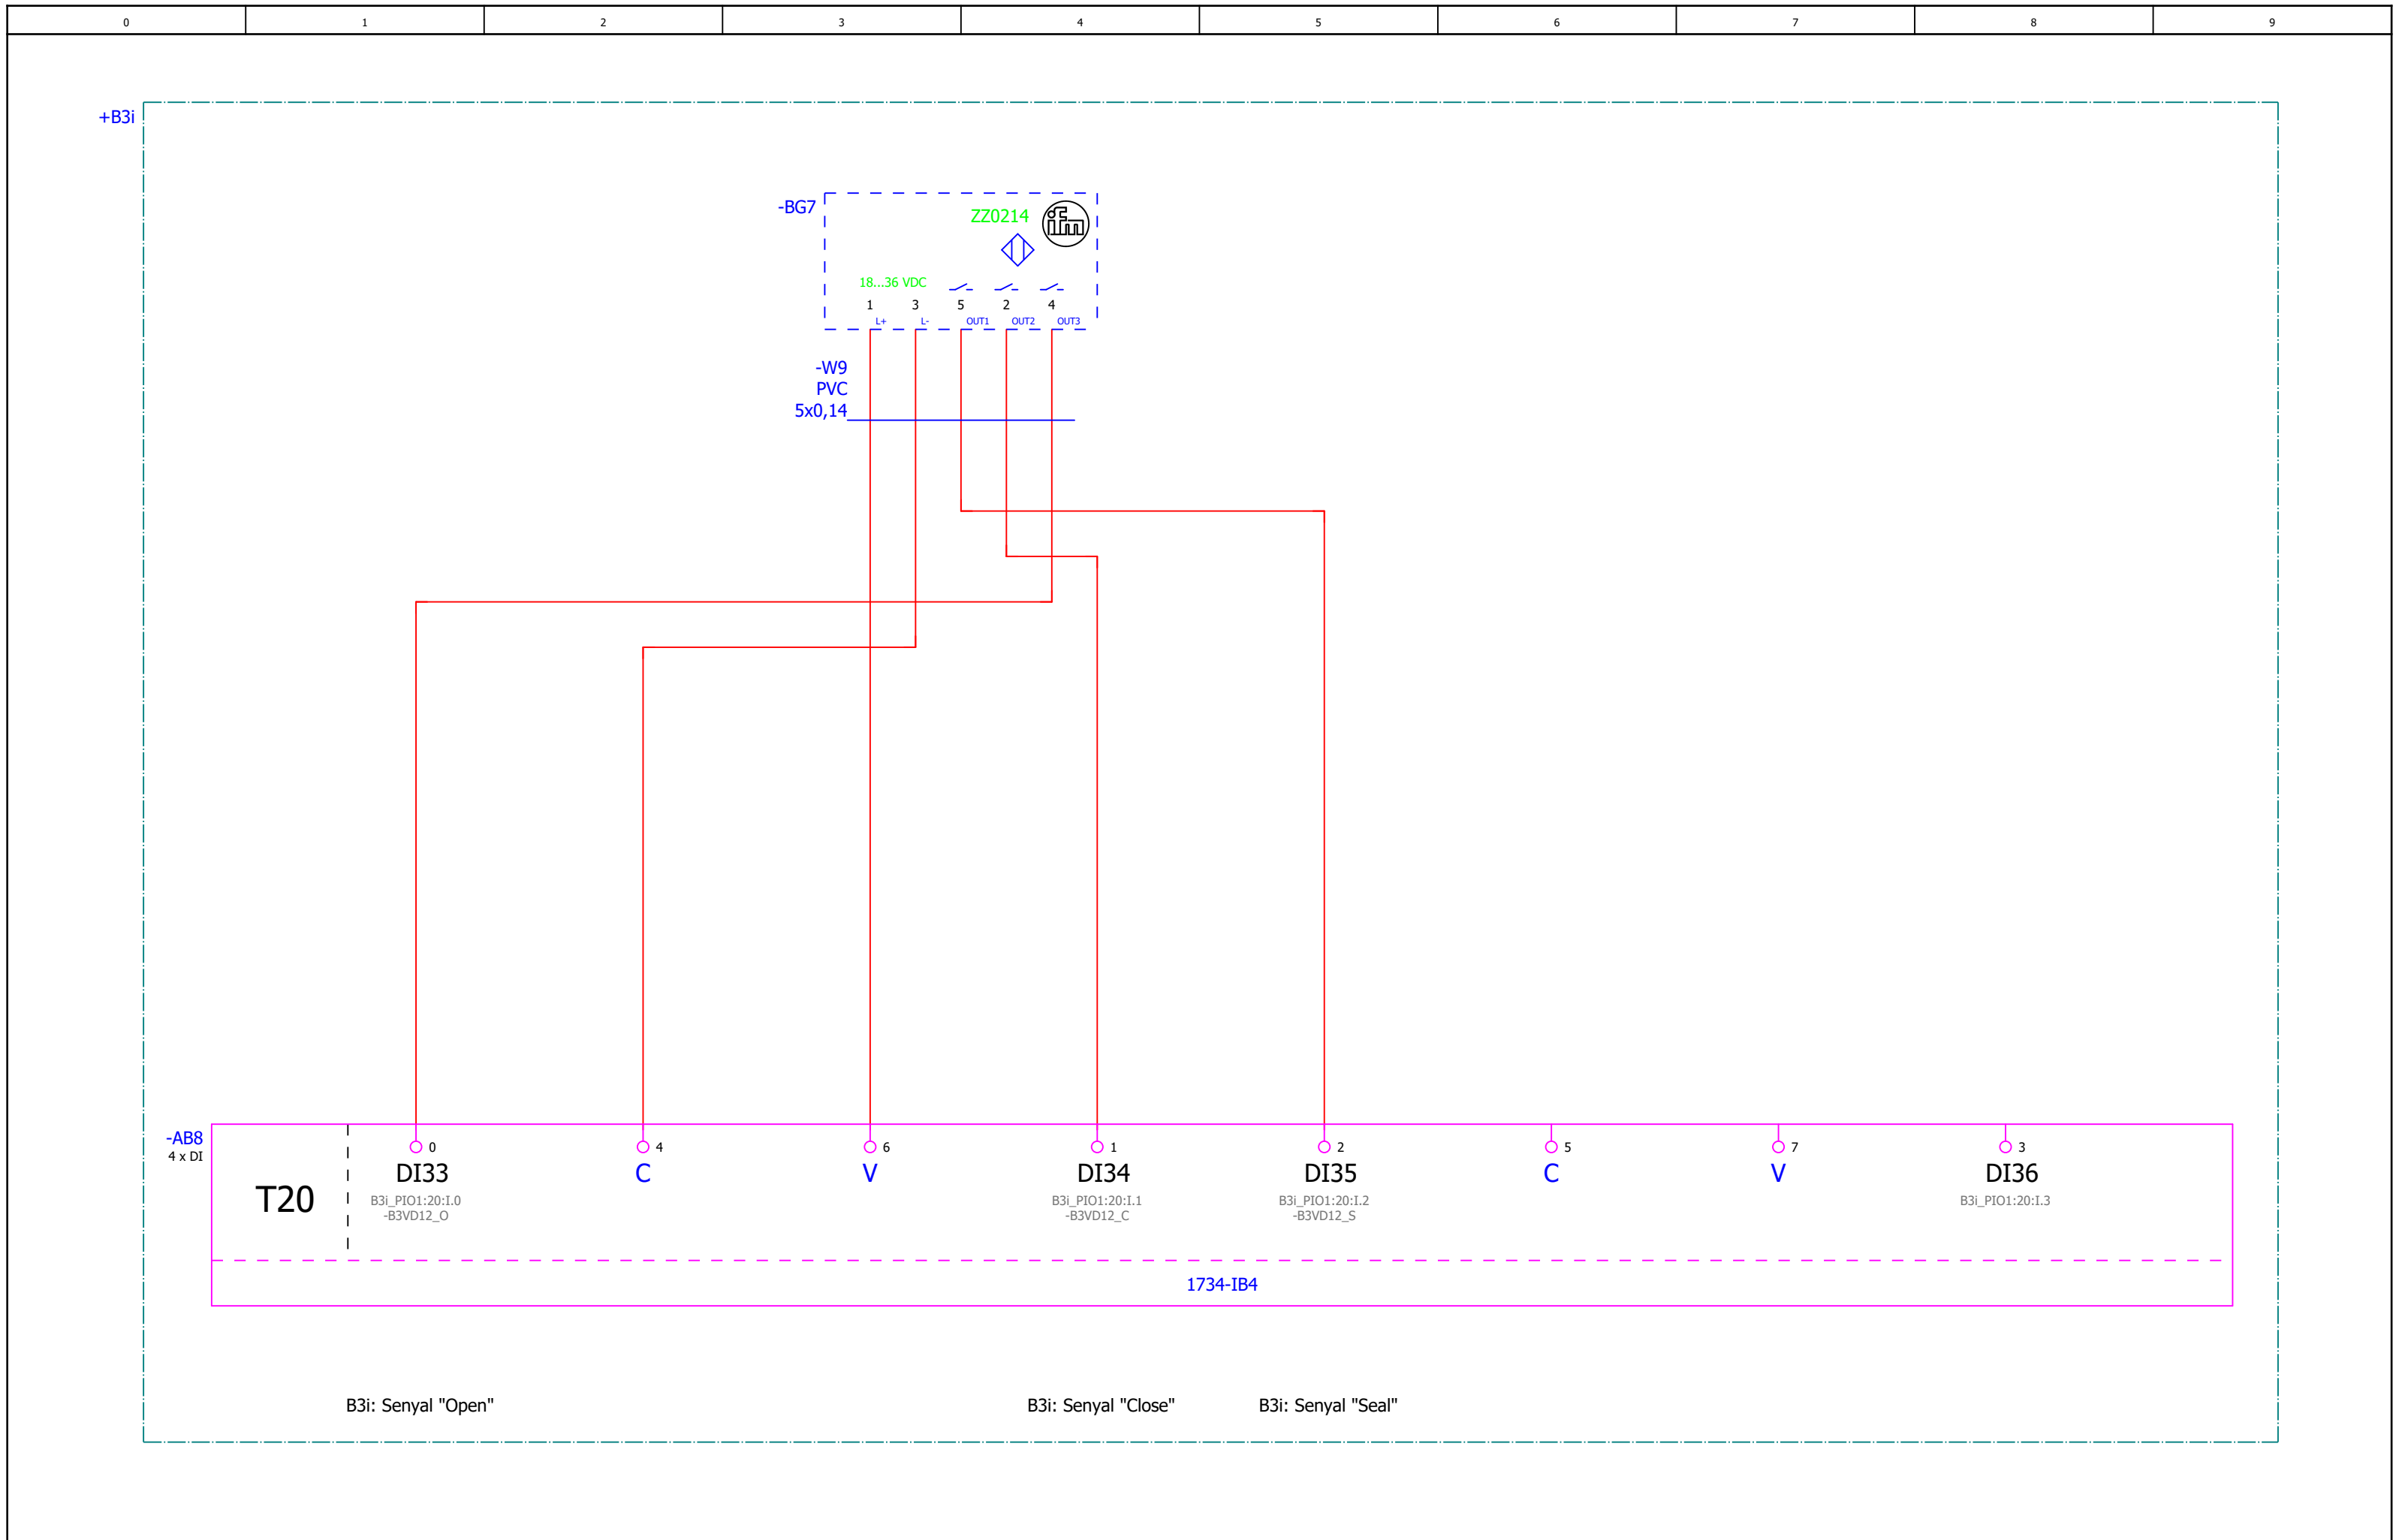 0 1 2 3 4 5 6 7 8 9
+B3i
-BG7
ZZ0214
ifm
18...36 VDC
1 3 5 2 4
L+ L- OUT1 OUT2 OUT3
-W9
PVC
5x0,14
-AB8
4 x DI
T20
0 4 6 1 2 5 7 3
DI33 C V DI34 DI35 C V DI36
B3i_PIO1:20:I.0 B3i_PIO1:20:I.1 B3i_PIO1:20:I.2 B3i_PIO1:20:I.3
-B3VD12_O -B3VD12_C -B3VD12_S
1734-IB4
B3i: Senyal "Open" B3i: Senyal "Close" B3i: Senyal "Seal"